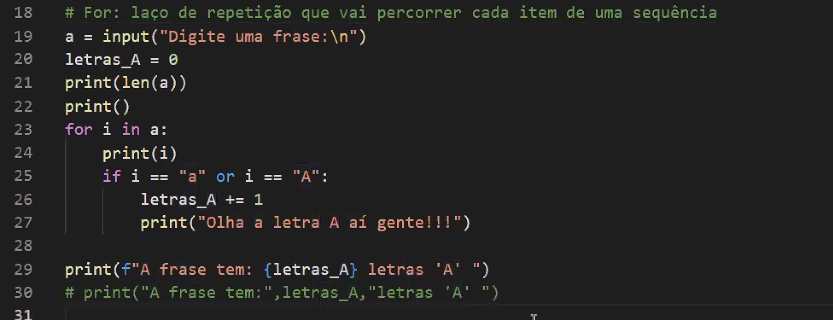 18 # For: laço de repetição que vai percorrer cada item de uma sequência
19 a = input("Digite uma frase:\n")
20 letras_A = 0
21 print(len(a))
22 print()
23 for i in a:
24     print(i)
25     if i == "a" or i == "A":
26         letras_A += 1
27         print("Olha a letra A aí gente!!!")
28
29 print(f"A frase tem: {letras_A} letras 'A' ")
30 # print("A frase tem:",letras_A,"letras 'A' ")
31